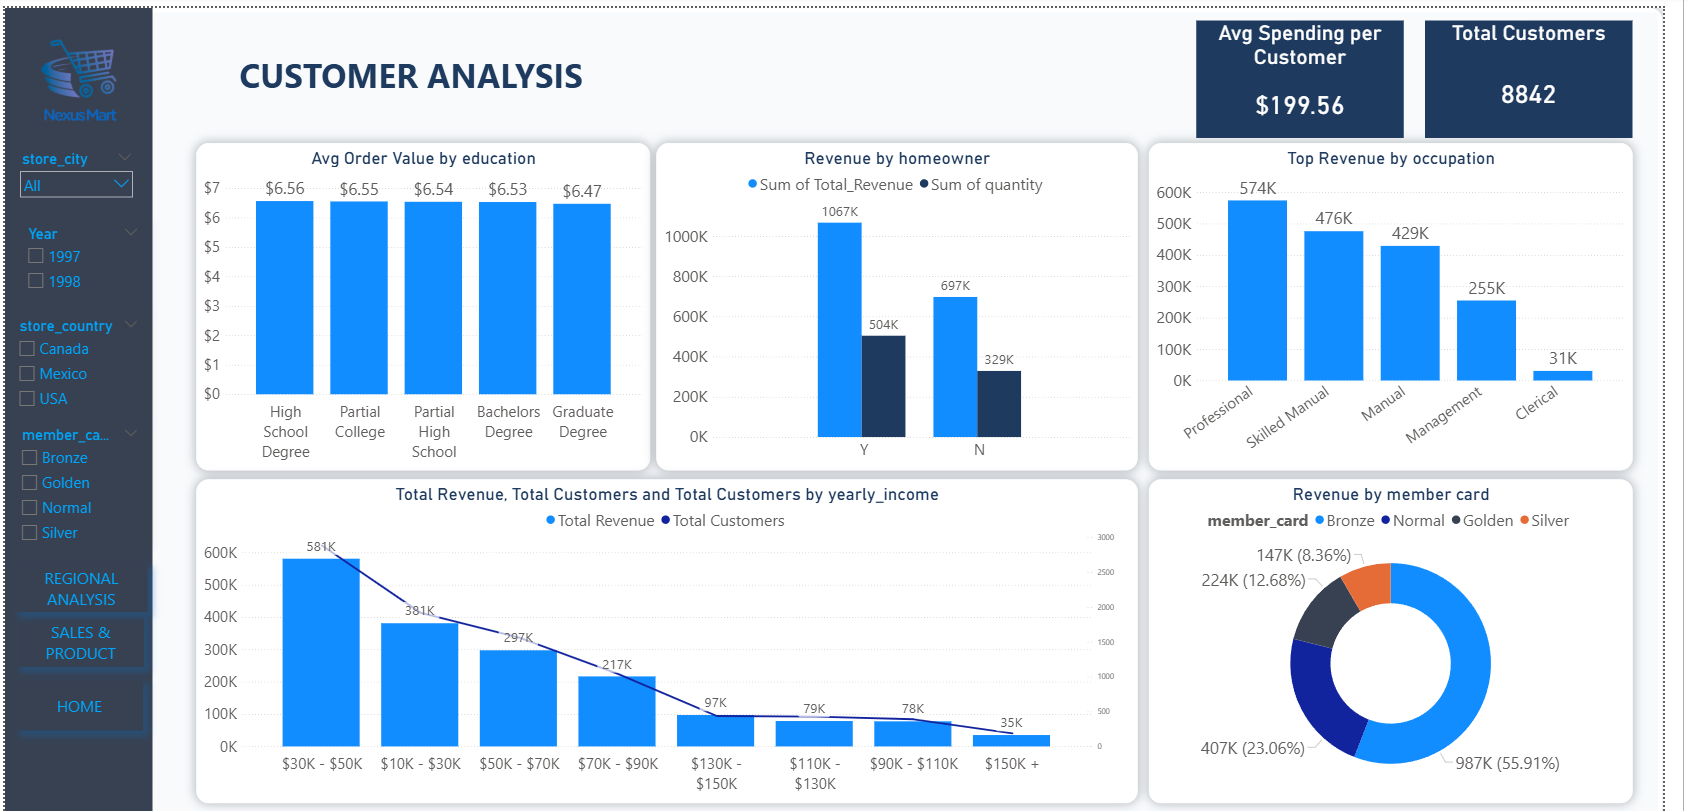 NexusMart
store_city
All
Year
1997
1998
store_country
Canada
Mexico
USA
member_ca...
Bronze
Golden
Normal
Silver
REGIONAL
ANALYSIS
SALES &
PRODUCT
HOME
CUSTOMER ANALYSIS
Avg Spending per
Customer
$199.56
Total Customers
8842
Avg Order Value by education
$7
$6
$5
$4
$3
$2
$1
$0
$6.56
$6.55
$6.54
$6.53
$6.47
High
School
Degree
Partial
College
Partial
High
School
Bachelors
Degree
Graduate
Degree
Revenue by homeowner
Sum of Total_Revenue Sum of quantity
1000K
800K
600K
400K
200K
0K
1067K
504K
697K
329K
Y
N
Top Revenue by occupation
600K
500K
400K
300K
200K
100K
0K
574K
476K
429K
255K
31K
Professional
Skilled Manual
Manual
Management
Clerical
Total Revenue, Total Customers and Total Customers by yearly_income
Total Revenue Total Customers
600K
500K
400K
300K
200K
100K
0K
581K
381K
297K
217K
97K
79K
78K
35K
3000
2500
2000
1500
1000
500
0
$30K - $50K
$10K - $30K
$50K - $70K
$70K - $90K
$130K -
$150K
$110K -
$130K
$90K - $110K
$150K +
Revenue by member card
member_card Bronze Normal Golden Silver
147K (8.36%)
224K (12.68%)
407K (23.06%)
987K (55.91%)